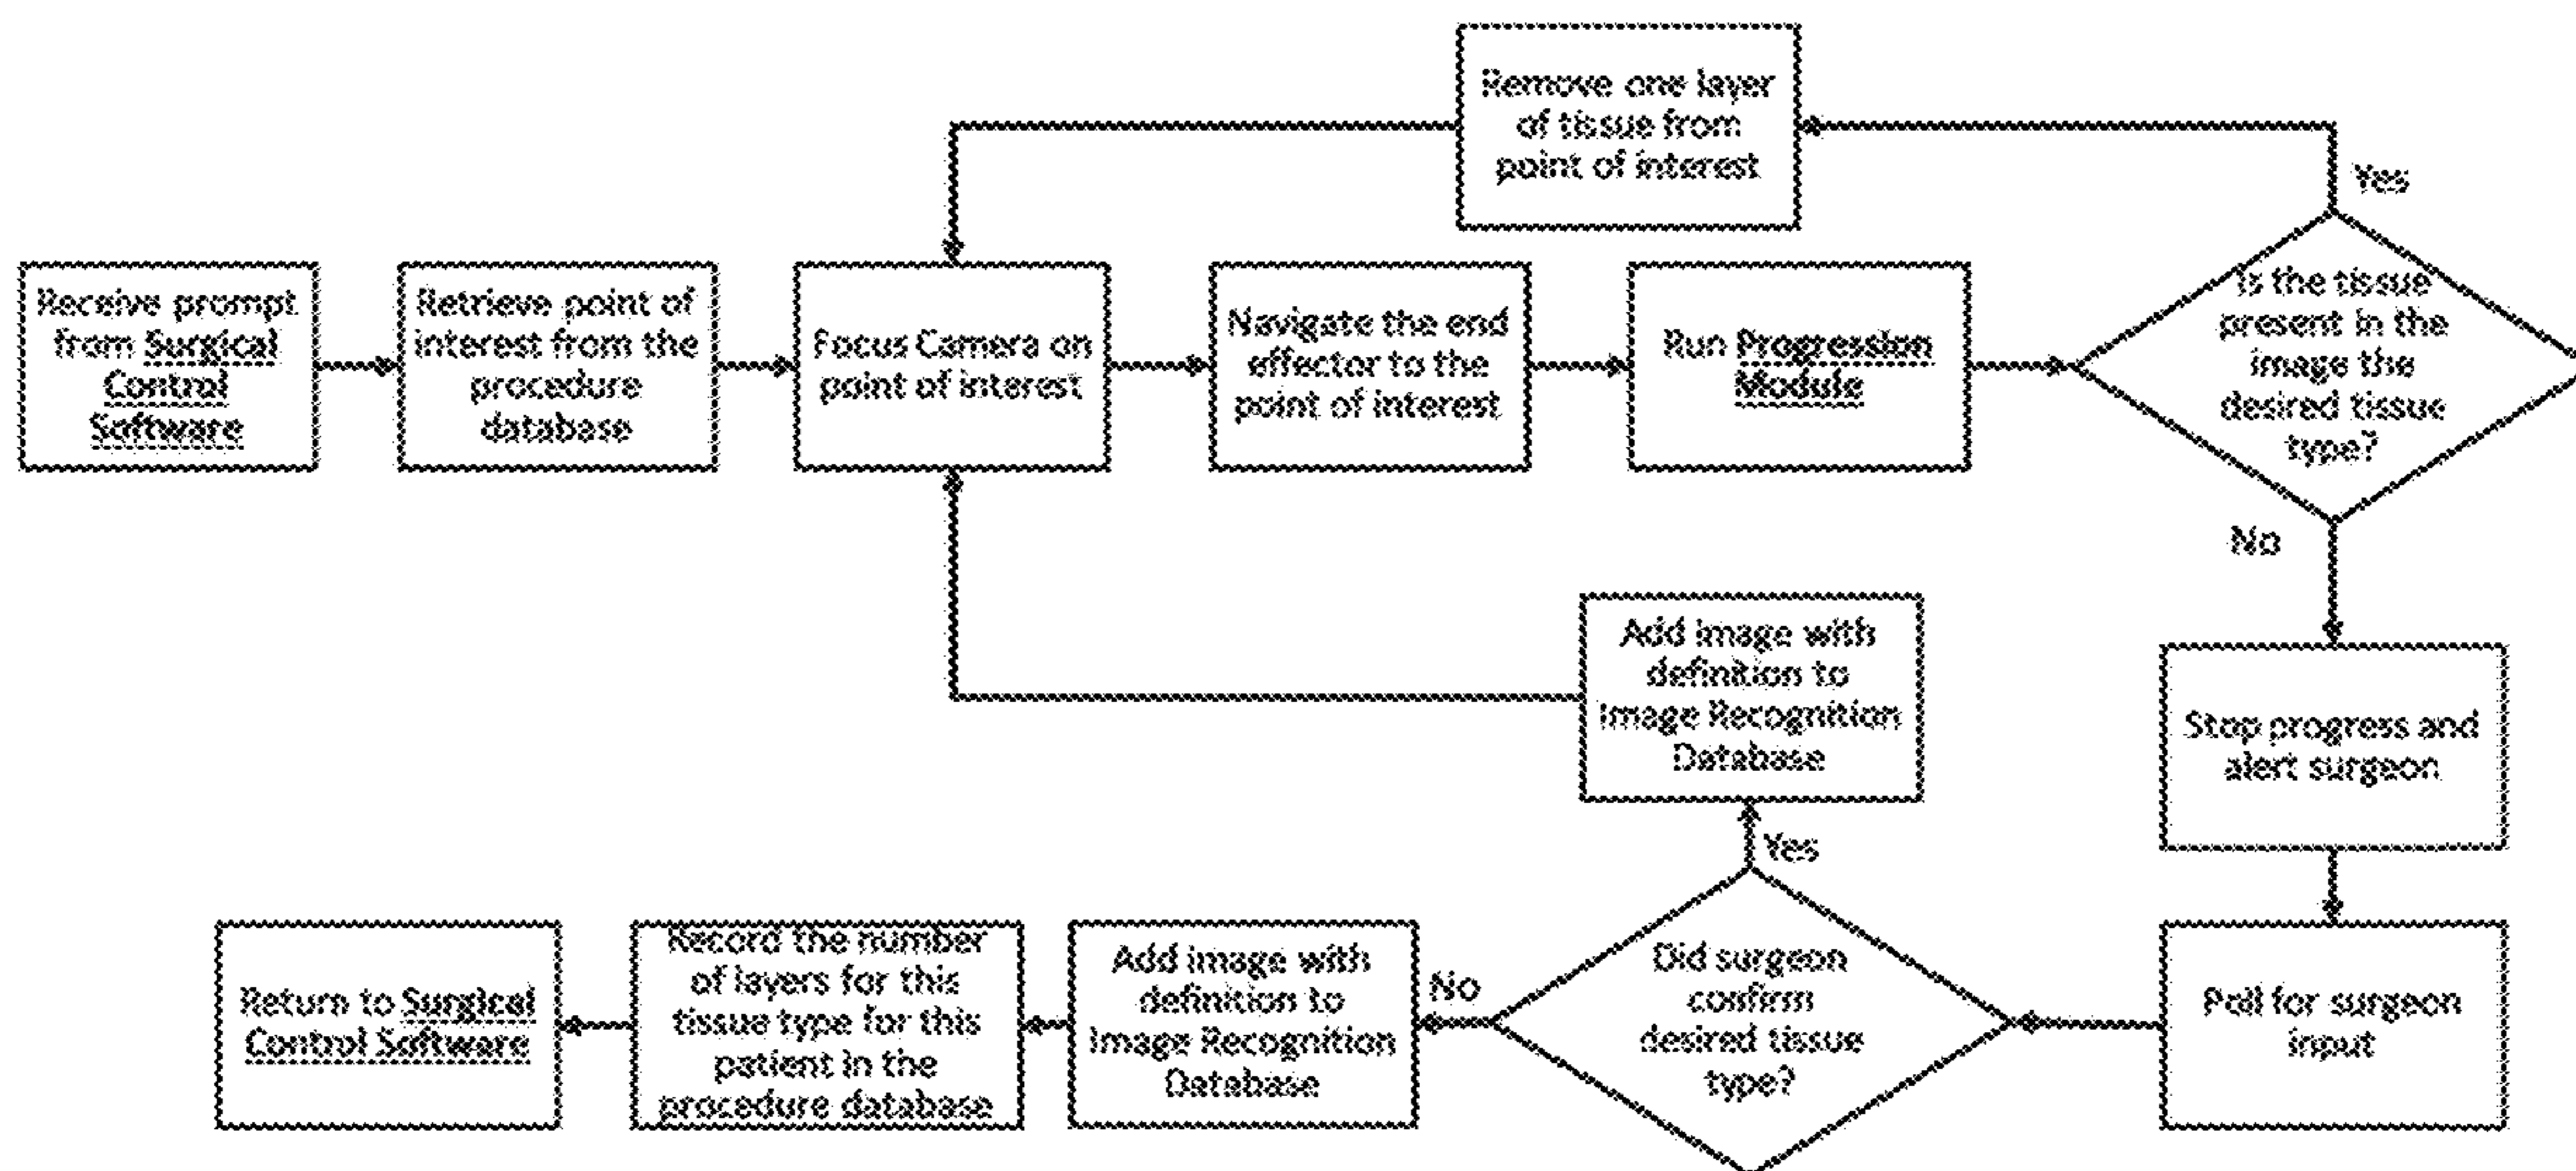 Remove one layer
of tissue from
point of interest
Yes
Receive prompt
from Surgical
Control
Software
Retrieve point of
interest from the
procedure
database
Focus Camera on
point of interest
Navigate the end
effector to the
point of interest
Run Progression
Module
Is the tissue
present in the
image the
desired tissue
type?
No
Add image with
definition to
Image Recognition
Database
Stop progress and
alert surgeon
Yes
Return to Surgical
Control Software
Record the number
of layers for this
tissue type for this
patient in the
procedure database
Add image with
definition to
Image Recognition
Database
No
Did surgeon
confirm
desired tissue
type?
Poll for surgeon
input